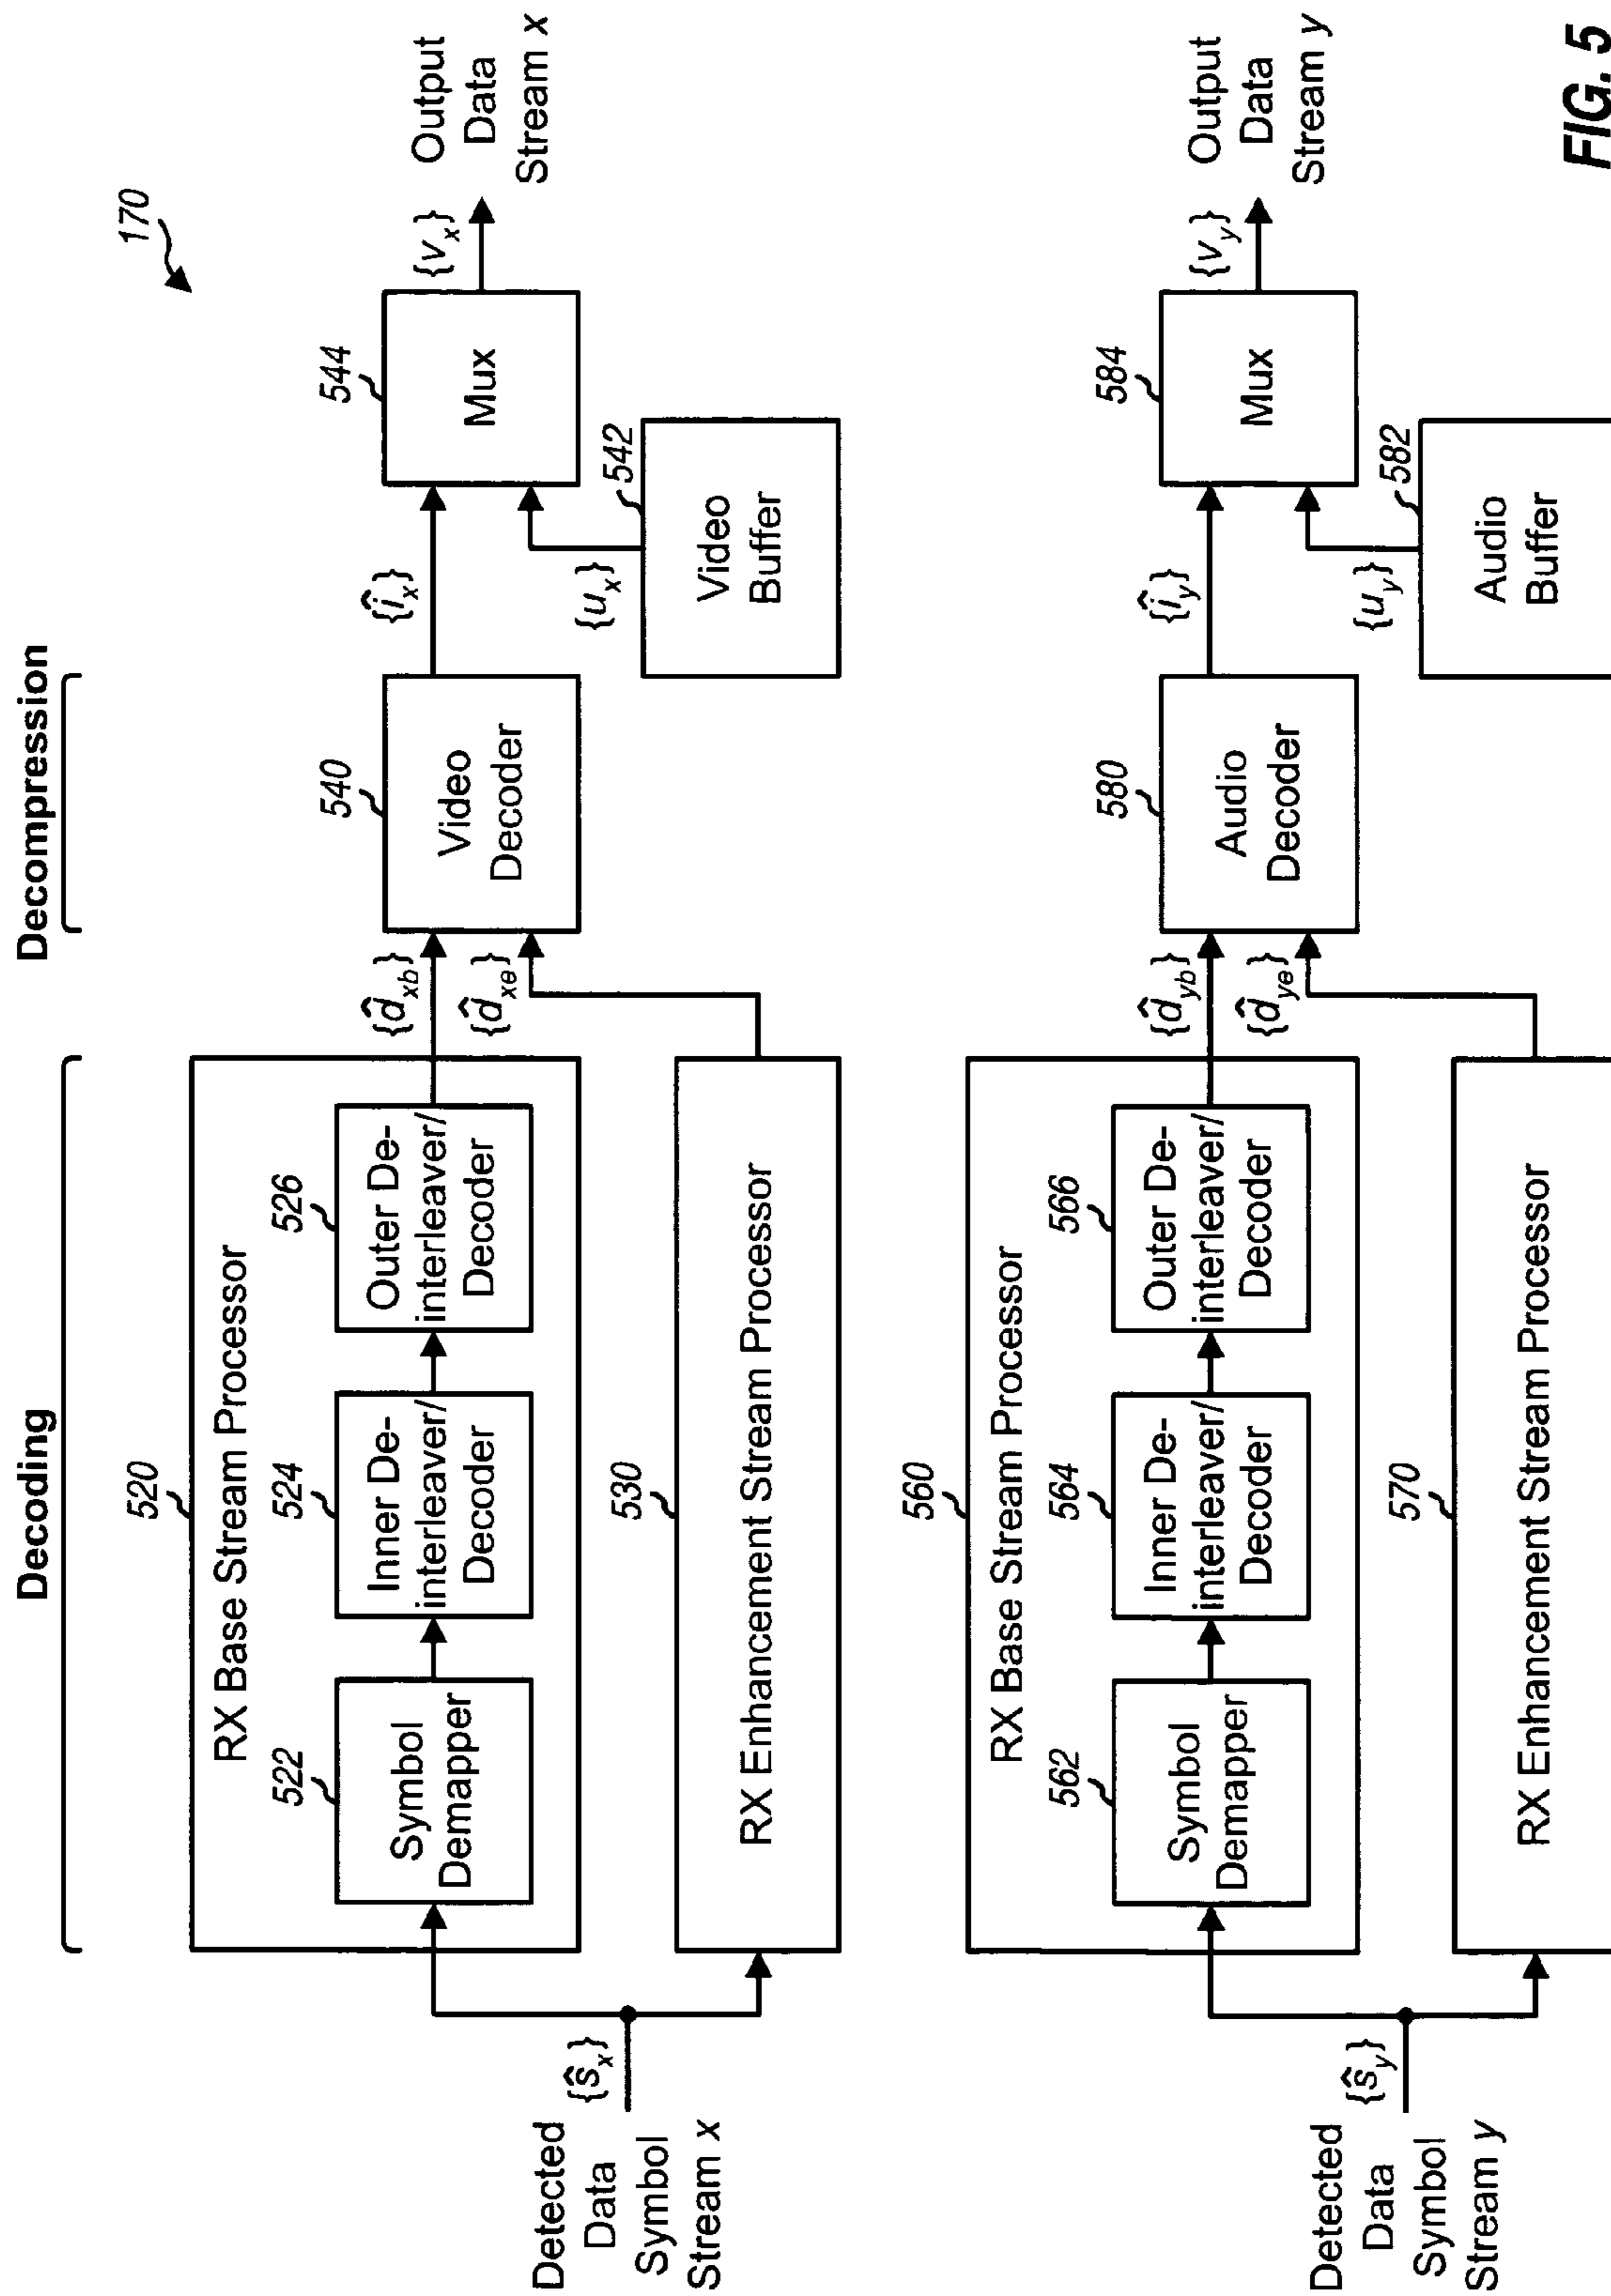 Decoding
Decompression
170
520
RX Base Stream Processor
522
Symbol
Demapper
524
Inner De-
interleaver/
Decoder
526
Outer De-
interleaver/
Decoder
{d̂xb}
{d̂xe}
540
Video
Decoder
{îx}
544
Mux
{vx}
Output
Data
Stream x
Detected
Data
Symbol
Stream x
{ŝx}
530
RX Enhancement Stream Processor
{ux}
542
Video
Buffer
560
RX Base Stream Processor
562
Symbol
Demapper
564
Inner De-
interleaver/
Decoder
566
Outer De-
interleaver/
Decoder
{d̂yb}
{d̂ye}
580
Audio
Decoder
{îy}
584
Mux
{vy}
Output
Data
Stream y
Detected
Data
Symbol
Stream y
{ŝy}
570
RX Enhancement Stream Processor
{uy}
582
Audio
Buffer
FIG. 5